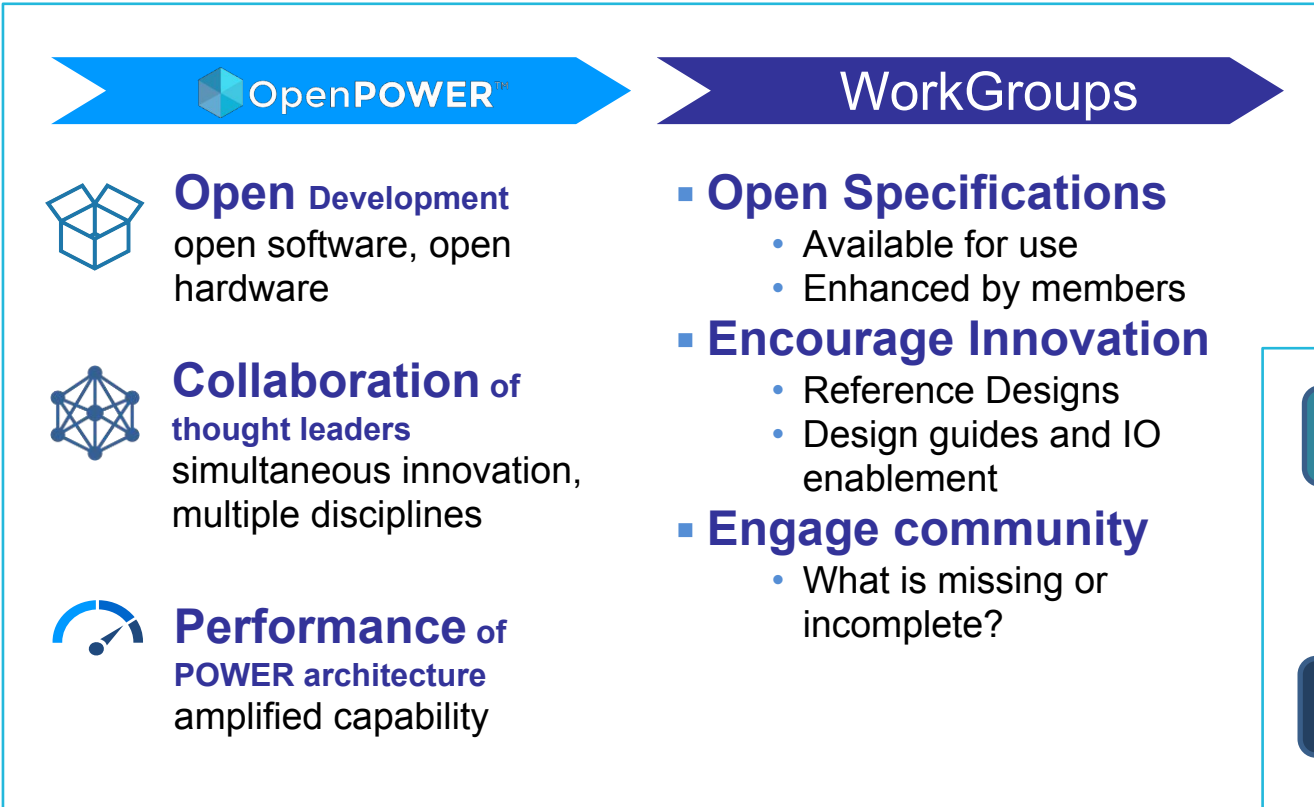 OpenPOWER™
Open Development
open software, open
hardware
Collaboration of
thought leaders
simultaneous innovation,
multiple disciplines
Performance of
POWER architecture
amplified capability
WorkGroups
▪ Open Specifications
• Available for use
• Enhanced by members
▪ Encourage Innovation
• Reference Designs
• Design guides and IO
enablement
▪ Engage community
• What is missing or
incomplete?